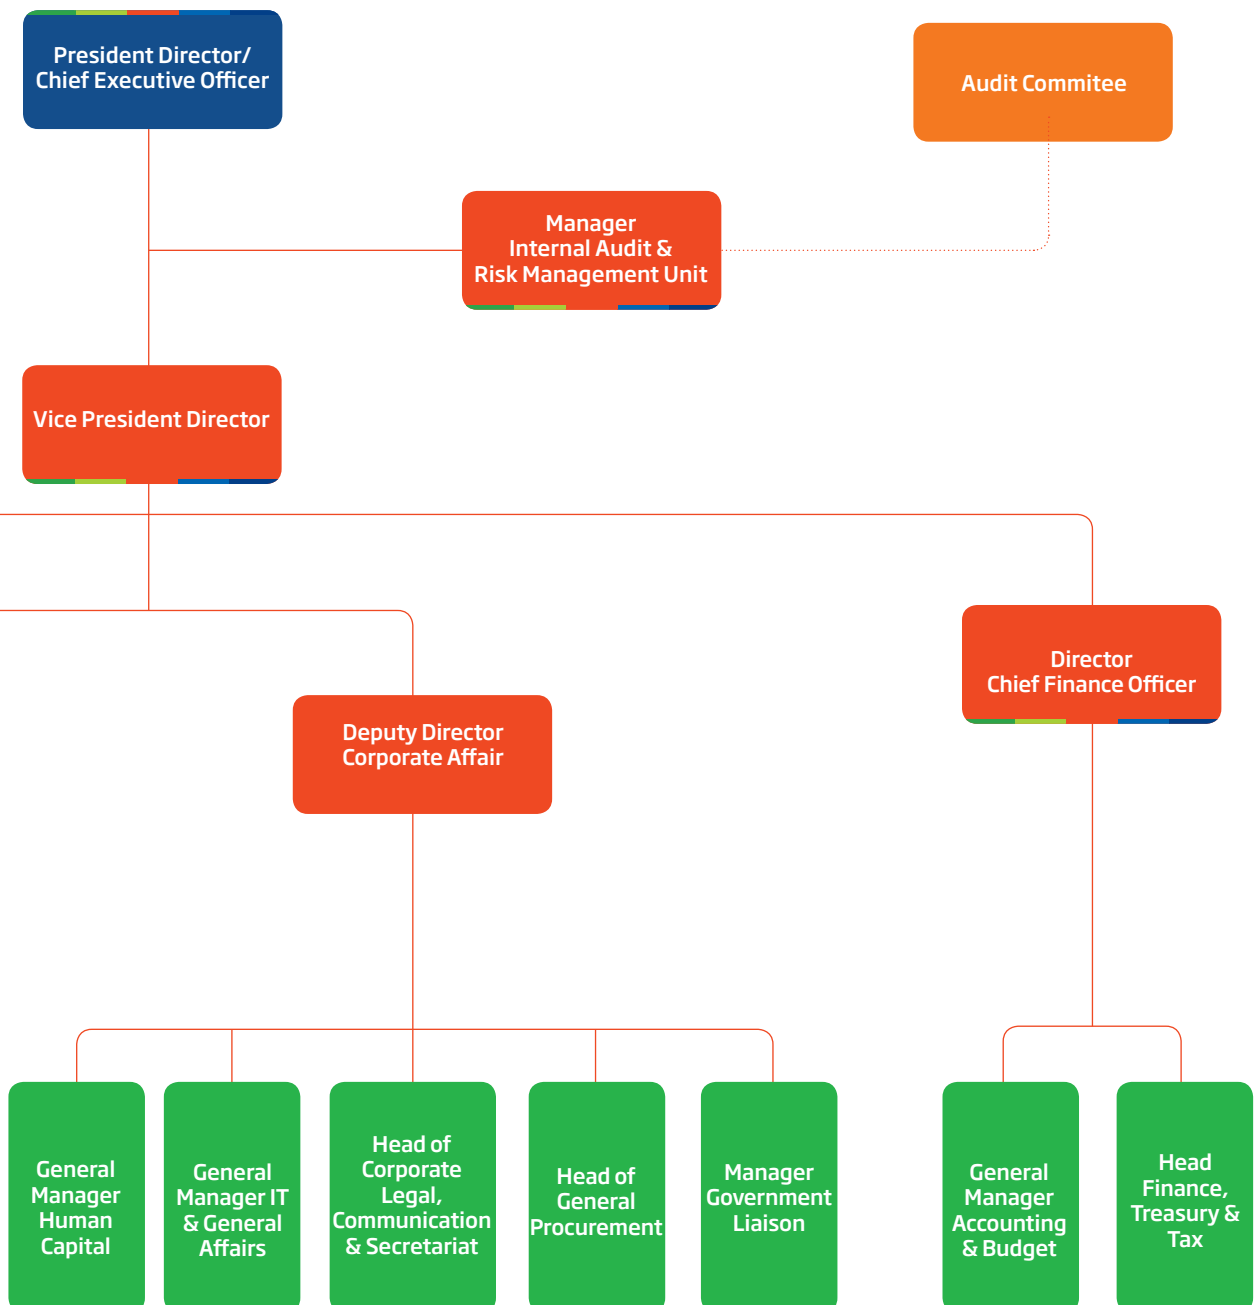 President Director/
Chief Executive Officer
Audit Commitee
Manager
Internal Audit &
Risk Management Unit
Vice President Director
Director
Chief Finance Officer
Deputy Director
Corporate Affair
General
Manager
Human
Capital
General
Manager IT
& General
Affairs
Head of
Corporate
Legal,
Communication
& Secretariat
Head of
General
Procurement
Manager
Government
Liaison
General
Manager
Accounting
& Budget
Head
Finance,
Treasury &
Tax